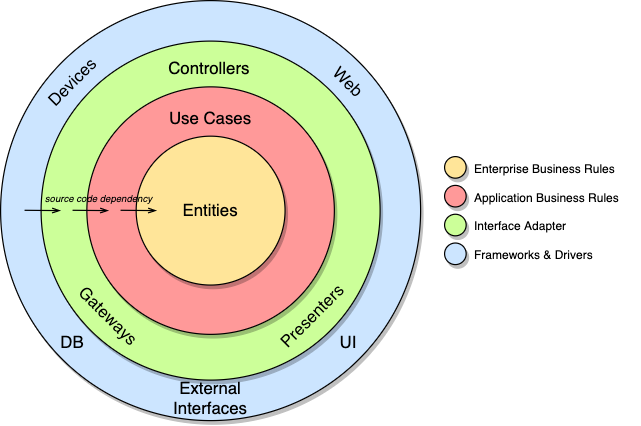 Devices
Web
Controllers
Use Cases
source code dependency
Entities
Gateways
Presenters
DB
UI
External
Interfaces
Enterprise Business Rules
Application Business Rules
Interface Adapter
Frameworks & Drivers